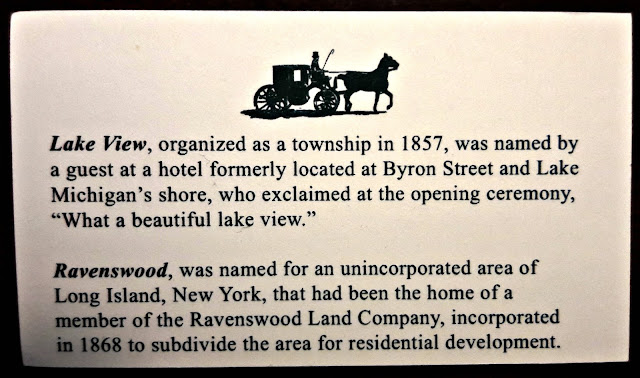 Lake View, organized as a township in 1857, was named by
a guest at a hotel formerly located at Byron Street and Lake
Michigan's shore, who exclaimed at the opening ceremony,
"What a beautiful lake view."
Ravenswood, was named for an unincorporated area of
Long Island, New York, that had been the home of a
member of the Ravenswood Land Company, incorporated
in 1868 to subdivide the area for residential development.